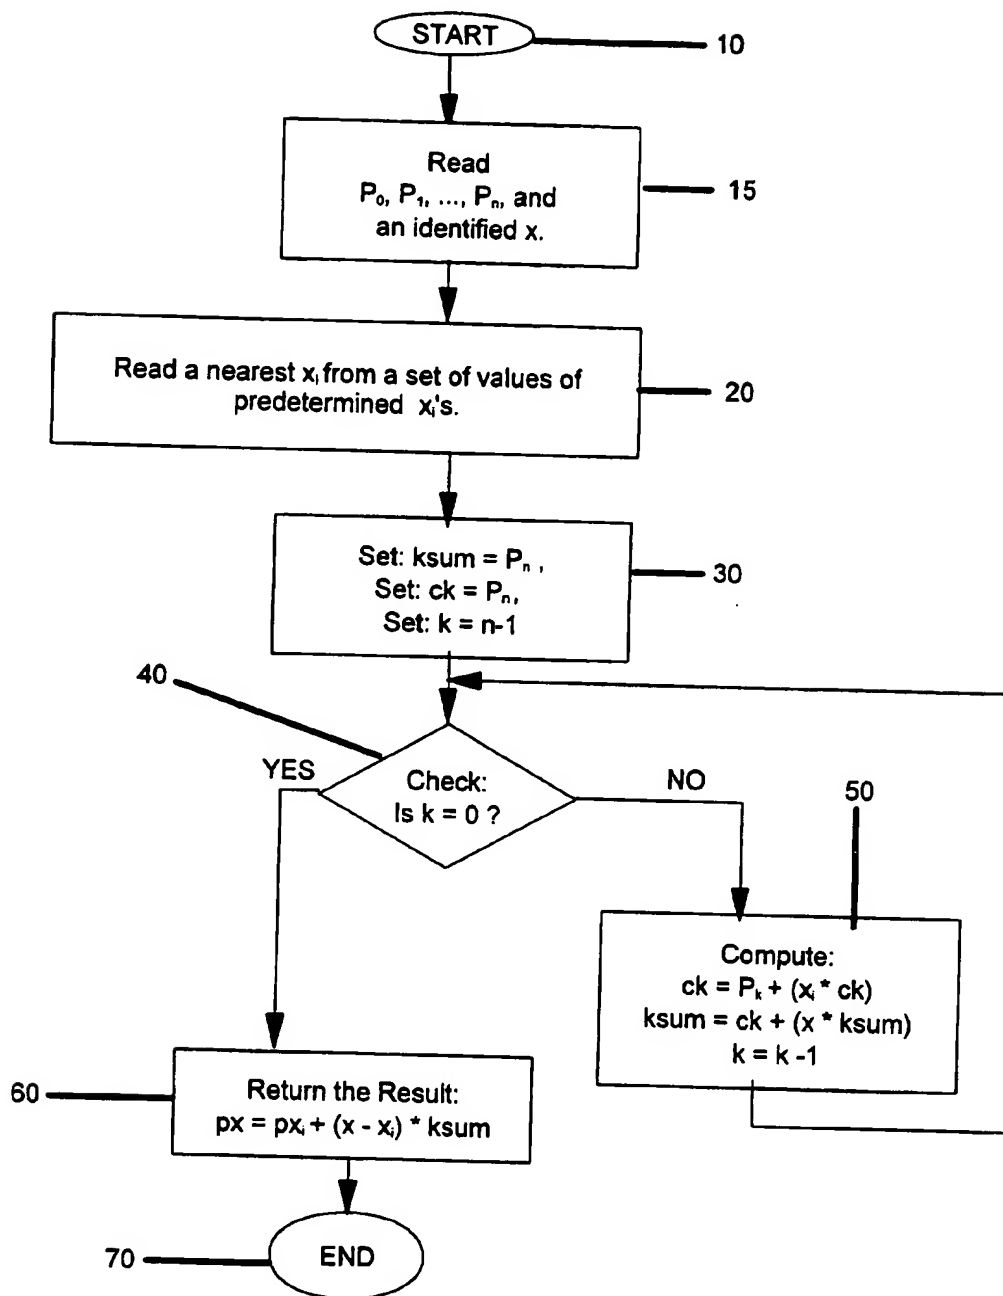 START
10
Read
P₀, P₁, ..., Pₙ, and
an identified x.
15
Read a nearest xᵢ from a set of values of
predetermined xᵢ's.
20
Set: ksum = Pₙ ,
Set: ck = Pₙ,
Set: k = n-1
30
40
YES
Check:
Is k = 0 ?
NO
50
Compute:
ck = Pₖ + (xᵢ * ck)
ksum = ck + (x * ksum)
k = k -1
60
Return the Result:
px = pxᵢ + (x - xᵢ) * ksum
70
END